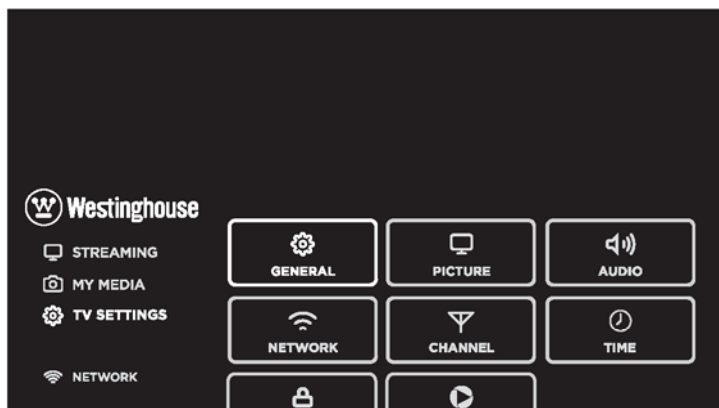 Westinghouse
STREAMING
MY MEDIA
TV SETTINGS
NETWORK
GENERAL
PICTURE
AUDIO
NETWORK
CHANNEL
TIME